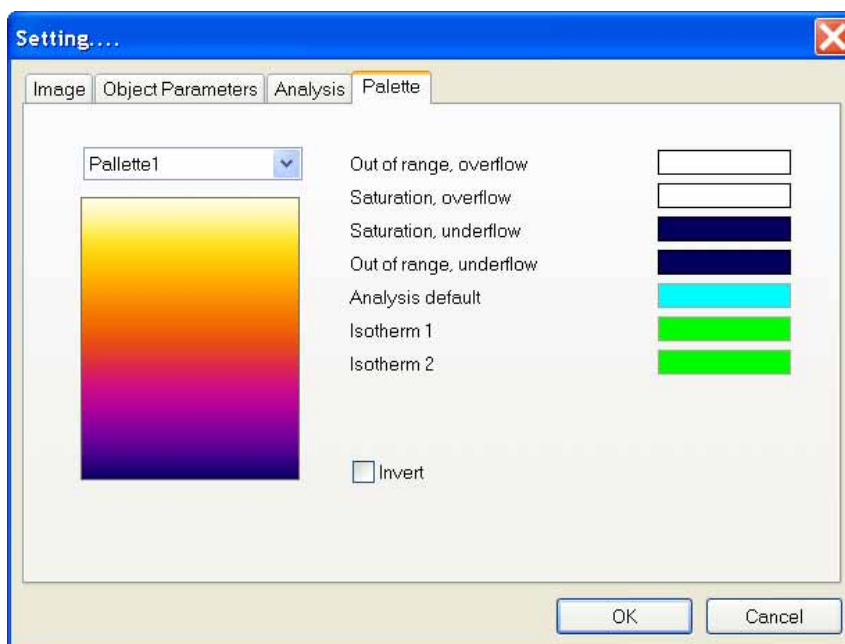 Setting....
Image Object Parameters Analysis Palette
Pallette1
Out of range, overflow
Saturation, overflow
Saturation, underflow
Out of range, underflow
Analysis default
Isotherm 1
Isotherm 2
Invert
OK Cancel